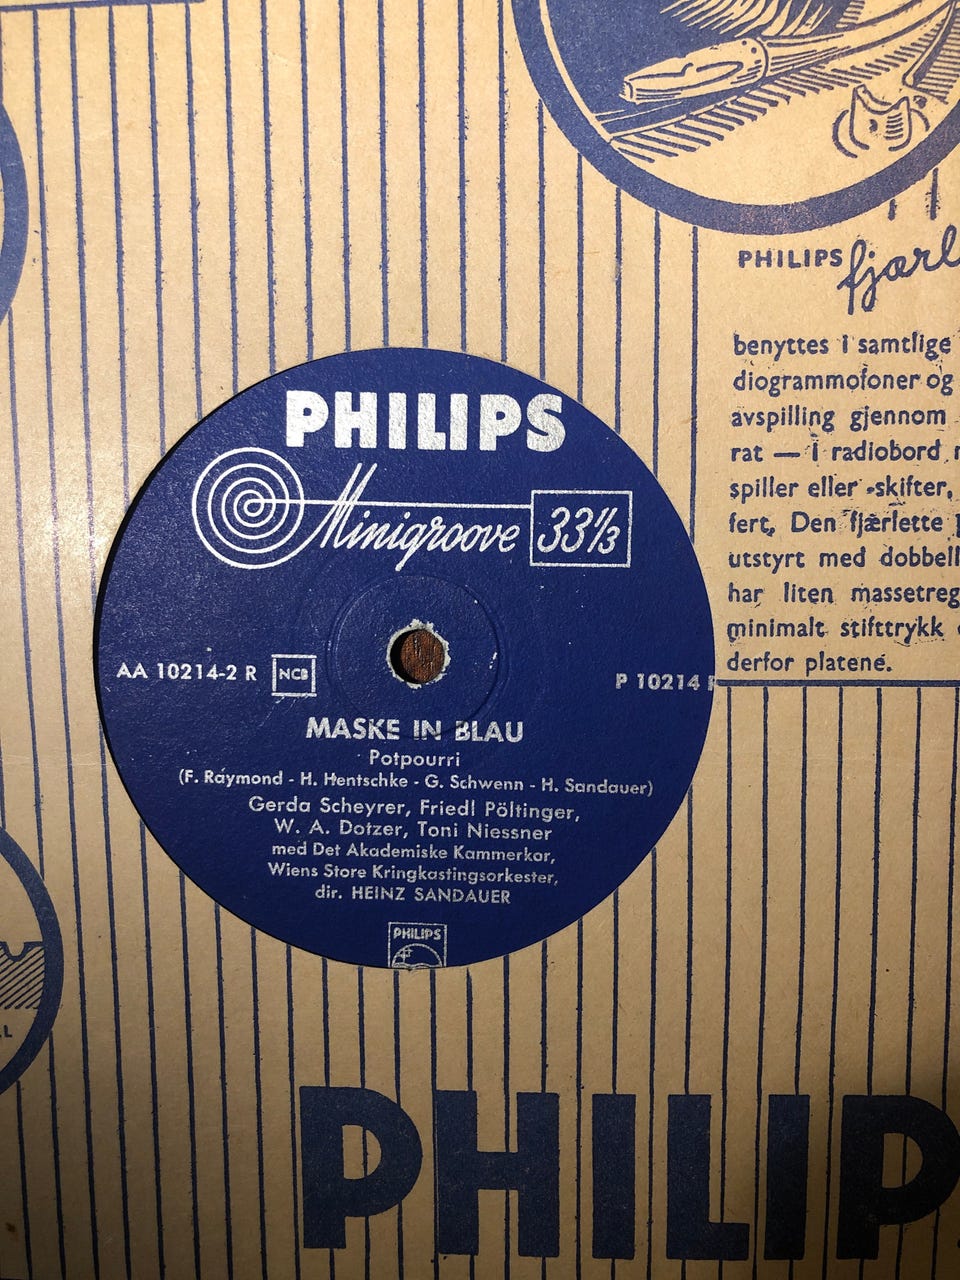 PHILIPS fjærl
benyttes i samtlige
diogrammofoner og
avspilling gjennom
rat — i radiobord
spiller eller -skifter,
fert, Den fjærlette
utstyrt med dobbell
har liten massetreg
minimalt stifttrykk
derfor platene.
PHILIPS
Minigroove 33⅓
AA 10214-2 R NCB P 10214
MASKE IN BLAU
Potpourri
(F. Raymond - H. Hentschke - G. Schwenn - H. Sandauer)
Gerda Scheyrer, Friedl Pöltinger,
W. A. Dotzer, Toni Niessner
med Det Akademiske Kammerkor,
Wiens Store Kringkastingsorkester,
dir. HEINZ SANDAUER
PHILIPS
PHILIP